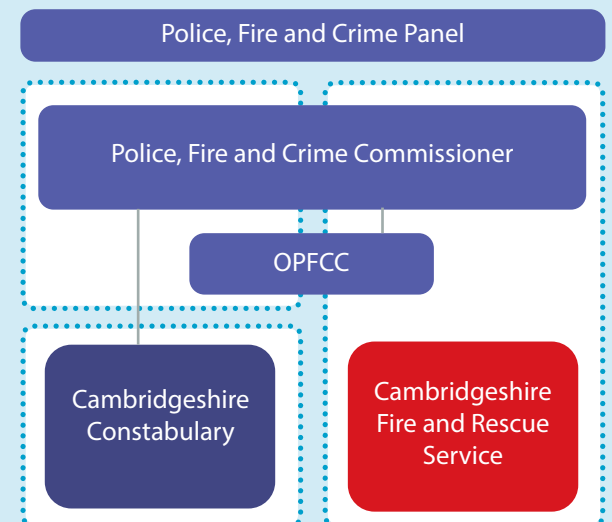 Police, Fire and Crime Panel
Police, Fire and Crime Commissioner
OPFCC
Cambridgeshire
Constabulary
Cambridgeshire
Fire and Rescue
Service